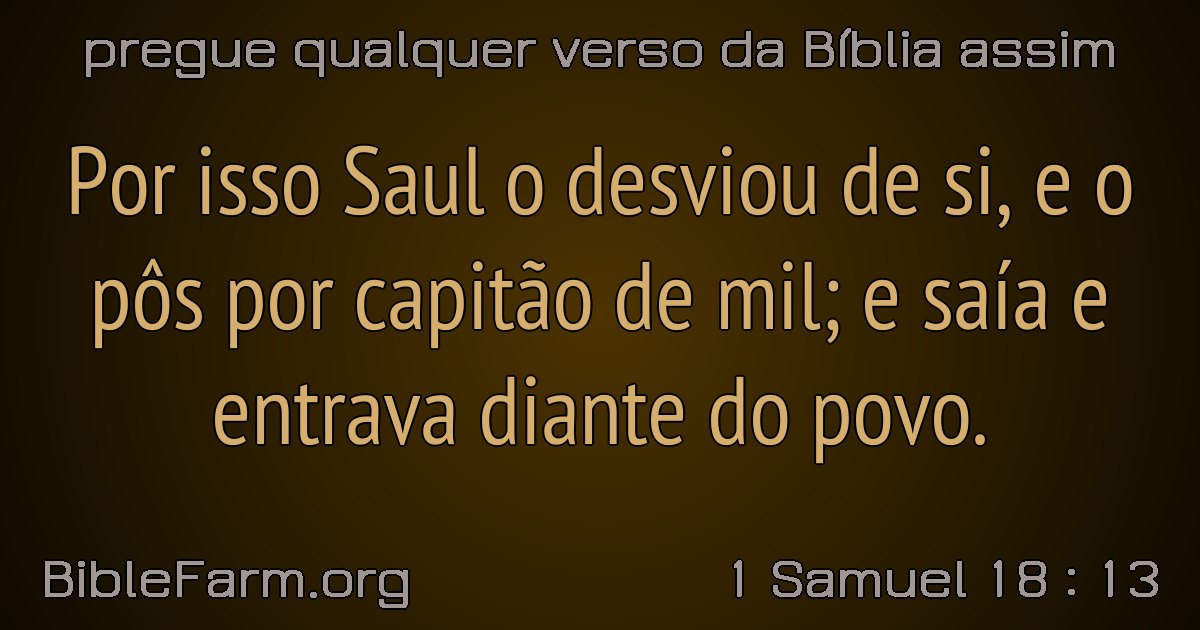 pregue qualquer verso da Bíblia assim
Por isso Saul o desviou de si, e o
pôs por capitão de mil; e saía e
entrava diante do povo.
BibleFarm.org
1 Samuel 18 : 13